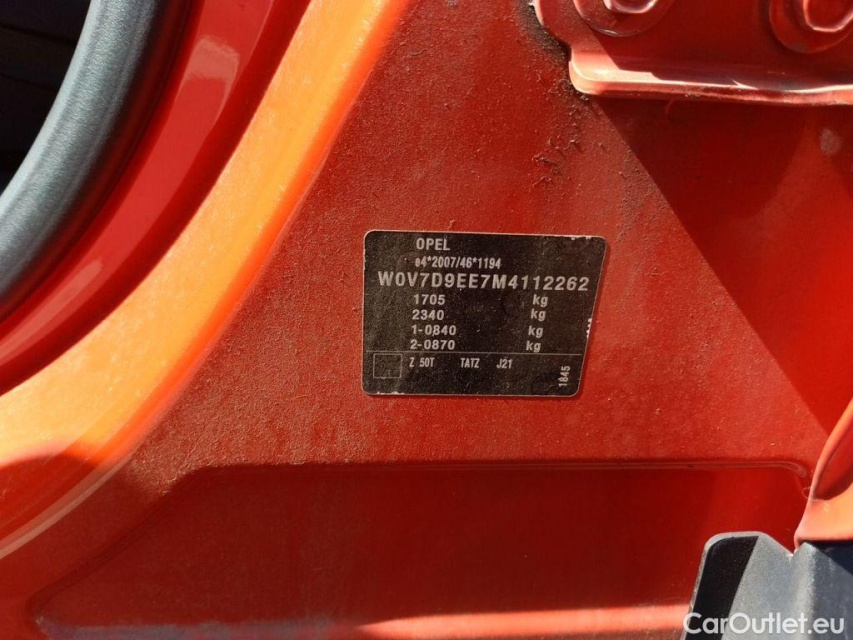 OPEL
e4*2007/46*1194
W0V7D9EE7M4112262
1705 kg
2340 kg
1-0840 kg
2-0870 kg
Z 50T TATZ J21
1845
CarOutlet.eu